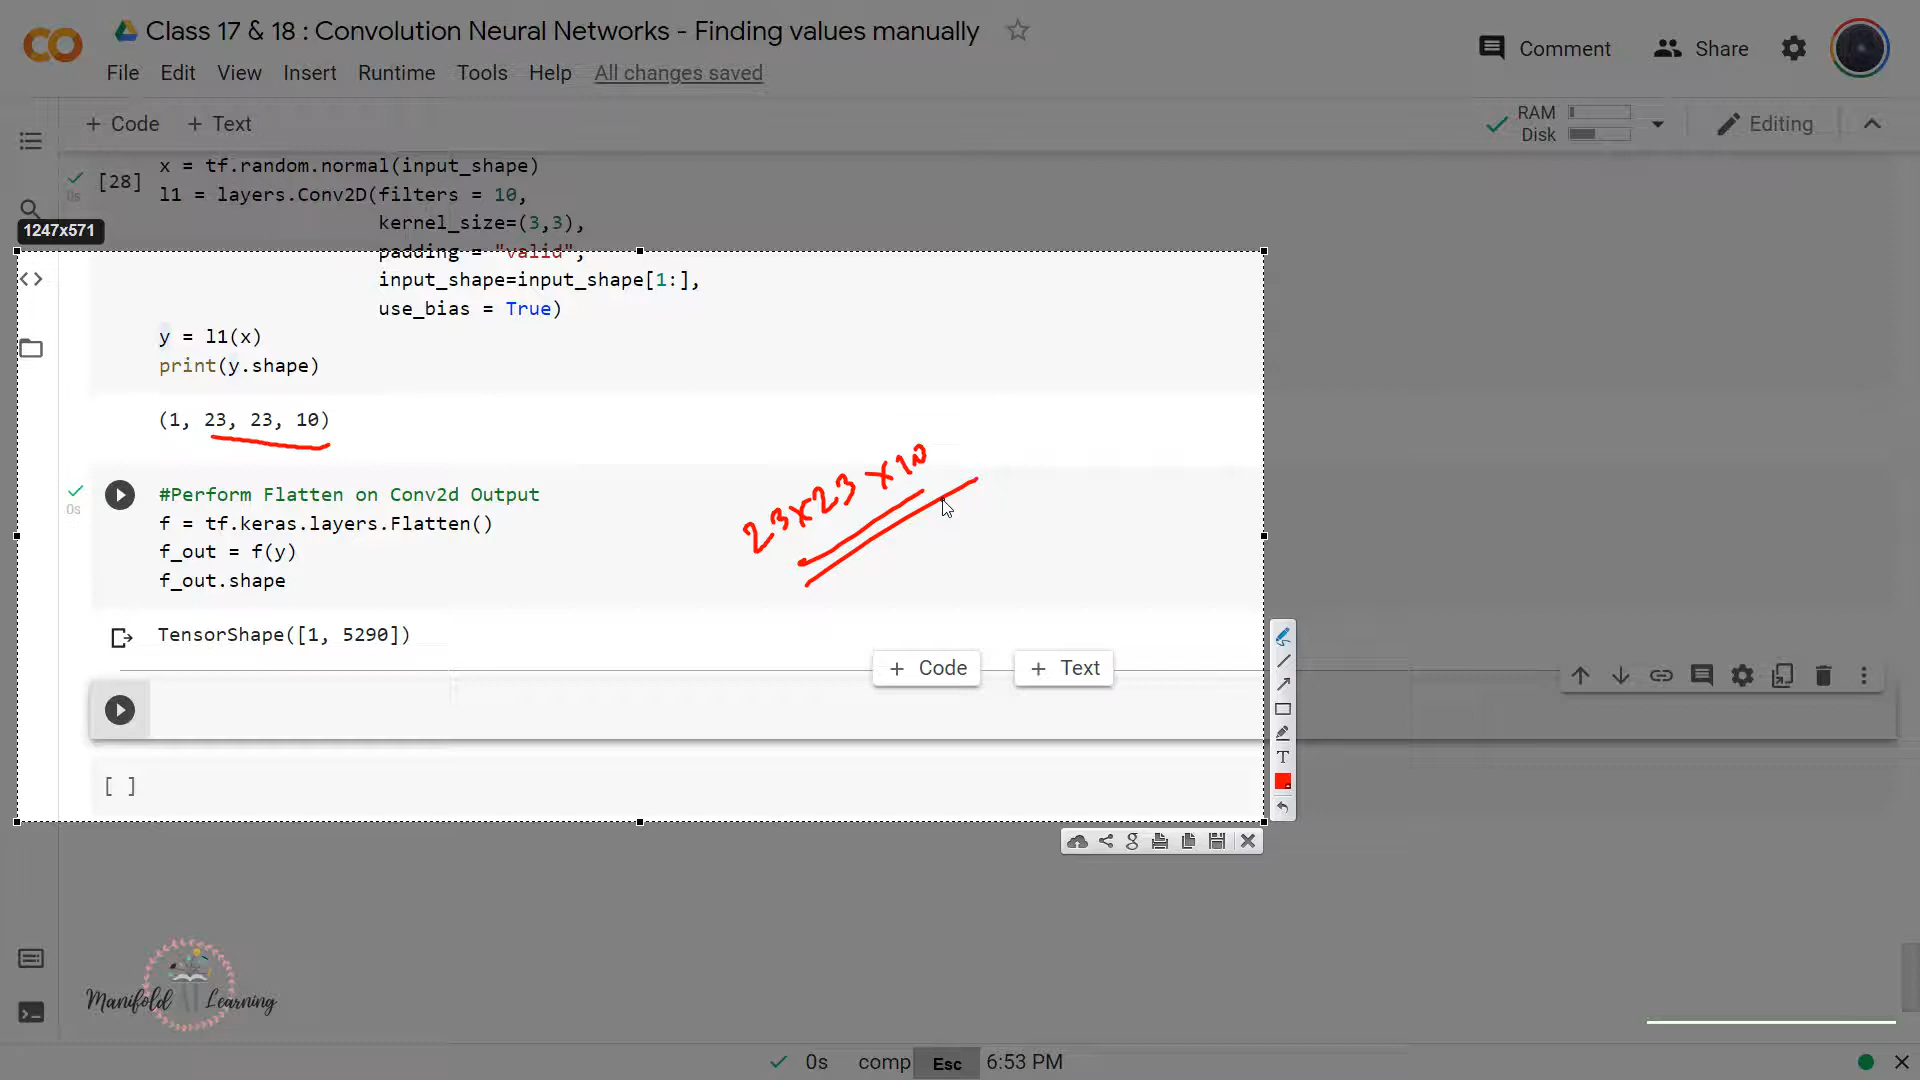 Class 17 & 18 : Convolution Neural Networks - Finding values manually
Comment
Share
File Edit View Insert Runtime Tools Help All changes saved
+ Code + Text
RAM
Disk
Editing
[28]
0s
x = tf.random.normal(input_shape)
l1 = layers.Conv2D(filters = 10,
kernel_size=(3,3),
1247x571
padding = "valid",
input_shape=input_shape[1:],
use_bias = True)
y = l1(x)
print(y.shape)
(1, 23, 23, 10)
23x23 x10
0s
#Perform Flatten on Conv2d Output
f = tf.keras.layers.Flatten()
f_out = f(y)
f_out.shape
TensorShape([1, 5290])
+ Code + Text
T
[ ]
Manifold Learning
0s comp Esc 6:53 PM